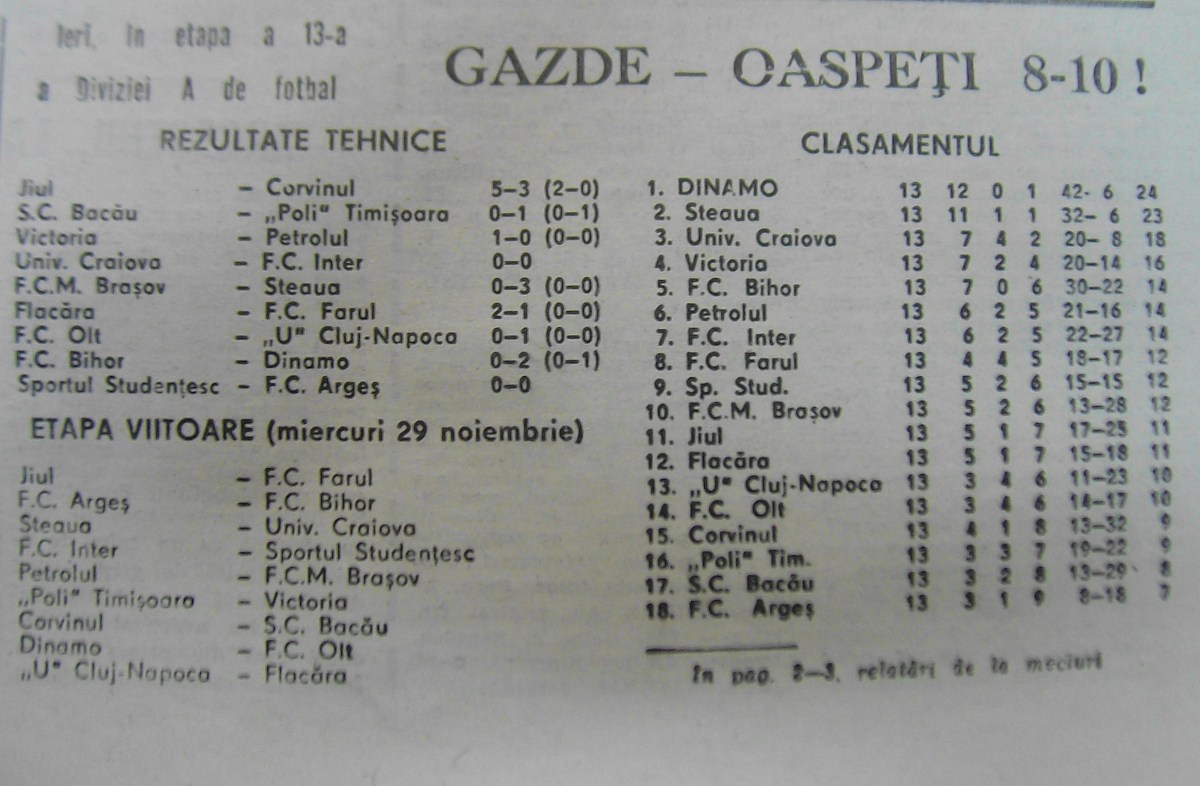 Ieri, în etapa a 13-a
a Diviziei A de fotbal
GAZDE – OASPEȚI 8-10 !
REZULTATE TEHNICE
Jiul – Corvinul 5–3 (2–0)
S.C. Bacău – „Poli" Timișoara 0–1 (0–1)
Victoria – Petrolul 1–0 (0–0)
Univ. Craiova – F.C. Inter 0–0
F.C.M. Brașov – Steaua 0–3 (0–0)
Flacăra – F.C. Farul 2–1 (0–0)
F.C. Olt – „U" Cluj-Napoca 0–1 (0–0)
F.C. Bihor – Dinamo 0–2 (0–1)
Sportul Studențesc – F.C. Argeș 0–0
ETAPA VIITOARE (miercuri 29 noiembrie)
Jiul – F.C. Farul
F.C. Argeș – F.C. Bihor
Steaua – Univ. Craiova
F.C. Inter – Sportul Studențesc
Petrolul – F.C.M. Brașov
„Poli" Timișoara – Victoria
Corvinul – S.C. Bacău
Dinamo – F.C. Olt
„U" Cluj-Napoca – Flacăra
CLASAMENTUL
1. DINAMO 13 12 0 1 42- 6 24
2. Steaua 13 11 1 1 32– 6 23
3. Univ. Craiova 13 7 4 2 20– 8 18
4. Victoria 13 7 2 4 20–14 16
5. F.C. Bihor 13 7 0 6 30–22 14
6. Petrolul 13 6 2 5 21–16 14
7. F.C. Inter 13 6 2 5 22–27 14
8. F.C. Farul 13 4 4 5 18–17 12
9. Sp. Stud. 13 5 2 6 15–15 12
10. F.C.M. Brașov 13 5 2 6 13–28 12
11. Jiul 13 5 1 7 17–25 11
12. Flacăra 13 5 1 7 15–18 11
13. „U" Cluj-Napoca 13 3 4 6 11–23 10
14. F.C. Olt 13 3 4 6 14–17 10
15. Corvinul 13 4 1 8 13–32 9
16. „Poli" Tim. 13 3 3 7 19–22 9
17. S.C. Bacău 13 3 2 8 13–29 8
18. F.C. Argeș 13 3 1 9 8–18 7
În pag. 2–3, relatări de la meciuri